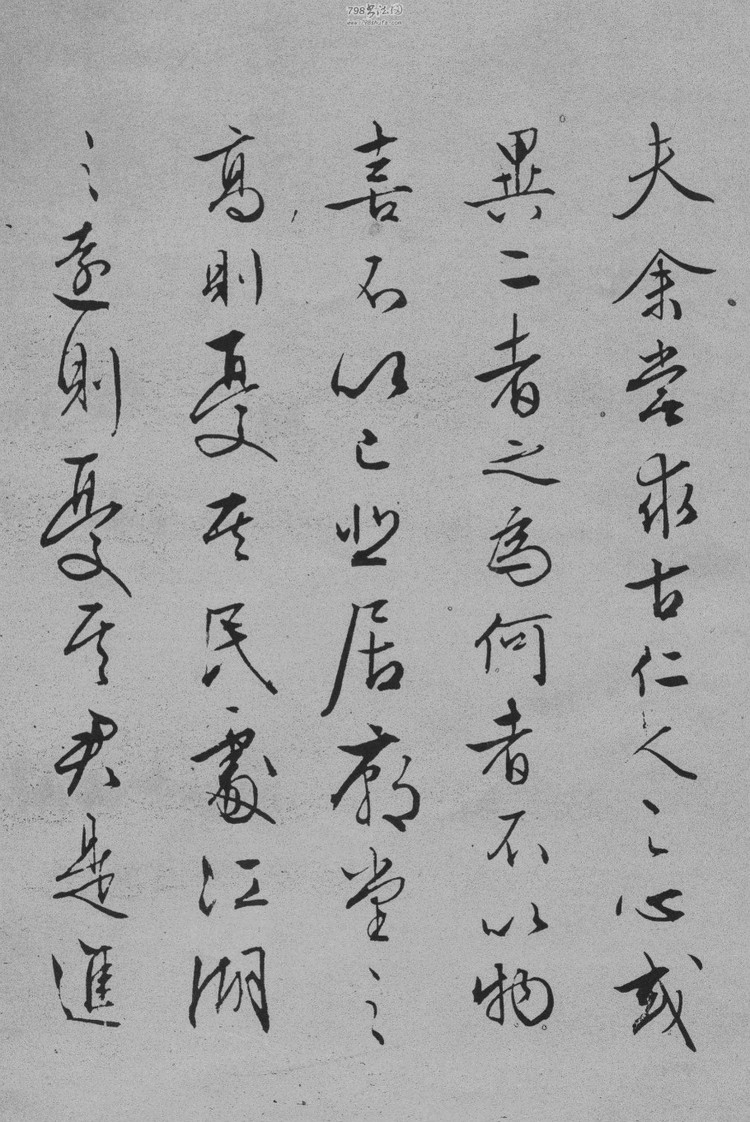 798书法网
www.798shufa.com
夫余嘗求古仁人之心或
異二者之為何者不以物
喜不以己悲居廟堂之
高則憂其民處江湖
之遠則憂其君是進